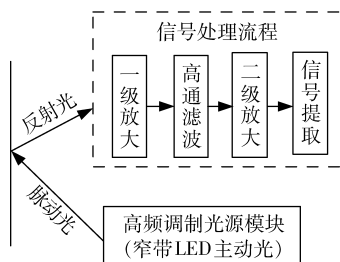 信号处理流程
一级放大
高通滤波
二级放大
信号提取
反射光
脉动光
高频调制光源模块
(窄带LED主动光)